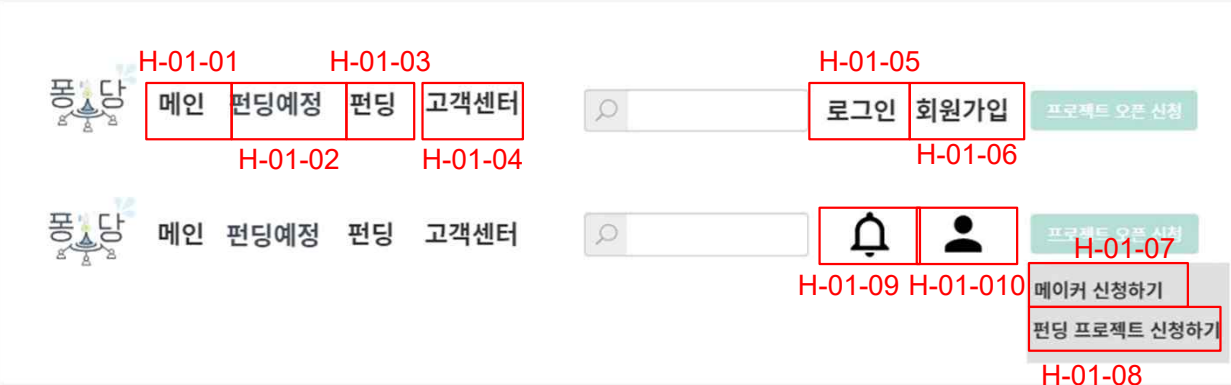 H-01-01 H-01-03 H-01-05
퐁당 메인 펀딩예정 펀딩 고객센터 로그인 회원가입 프로젝트 오픈 신청
H-01-02 H-01-04 H-01-06
퐁당 메인 펀딩예정 펀딩 고객센터 프로젝트 오픈 신청
H-01-07
H-01-09 H-01-010 메이커 신청하기
펀딩 프로젝트 신청하기
H-01-08